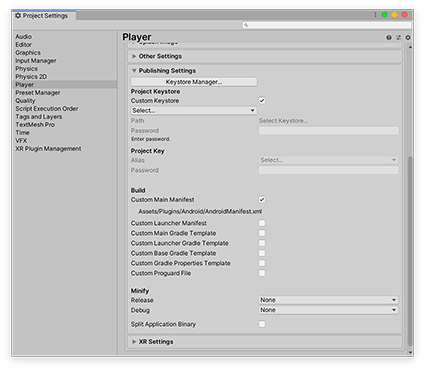 Project Settings
Audio
Editor
Graphics
Input Manager
Physics
Physics 2D
Player
Preset Manager
Quality
Script Execution Order
Tags and Layers
TextMesh Pro
Time
VFX
XR Plugin Management
Player
Splash Image
Other Settings
Publishing Settings
Keystore Manager...
Project Keystore
Custom Keystore
Select...
Path Select Keystore...
Password
Enter password.
Project Key
Alias Select...
Password
Build
Custom Main Manifest
Assets/Plugins/Android/AndroidManifest.xml
Custom Launcher Manifest
Custom Main Gradle Template
Custom Launcher Gradle Template
Custom Base Gradle Template
Custom Gradle Properties Template
Custom Proguard File
Minify
Release None
Debug None
Split Application Binary
XR Settings